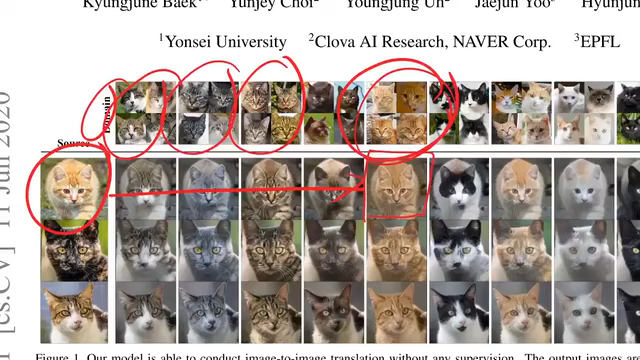 Kyungjune Baek Yunjey Choi Youngjung Uh Jaejun Yoo Hyunjun
1Yonsei University 2Clova AI Research, NAVER Corp. 3EPFL
Domain
Source
[cs.CV] 11 Jun 2020
Figure 1. Our model is able to conduct image-to-image translation without any supervision. The output images are